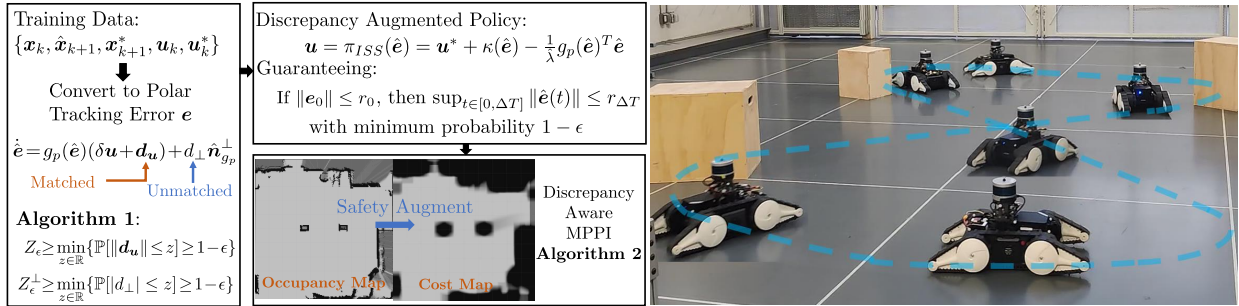 Training Data:
{x_k, x̂_{k+1}, x*_{k+1}, u_k, u*_k}
Convert to Polar
Tracking Error e
ė̂ = g_p(ê)(δu + d_u) + d_⊥ n̂^⊥_{g_p}
Matched
Unmatched
Algorithm 1:
Z_ϵ ≥ min_{z∈ℝ} {ℙ[‖d_u‖ ≤ z] ≥ 1−ϵ}
Z^⊥_ϵ ≥ min_{z∈ℝ} {ℙ[|d_⊥| ≤ z] ≥ 1−ϵ}
Discrepancy Augmented Policy:
u = π_{ISS}(ê) = u* + κ(ê) − 1/λ g_p(ê)^T ê
Guaranteeing:
If ‖e_0‖ ≤ r_0, then sup_{t∈[0,ΔT]} ‖ê(t)‖ ≤ r_{ΔT}
with minimum probability 1 − ϵ
Safety Augment
Occupancy Map
Cost Map
Discrepancy
Aware
MPPI
Algorithm 2